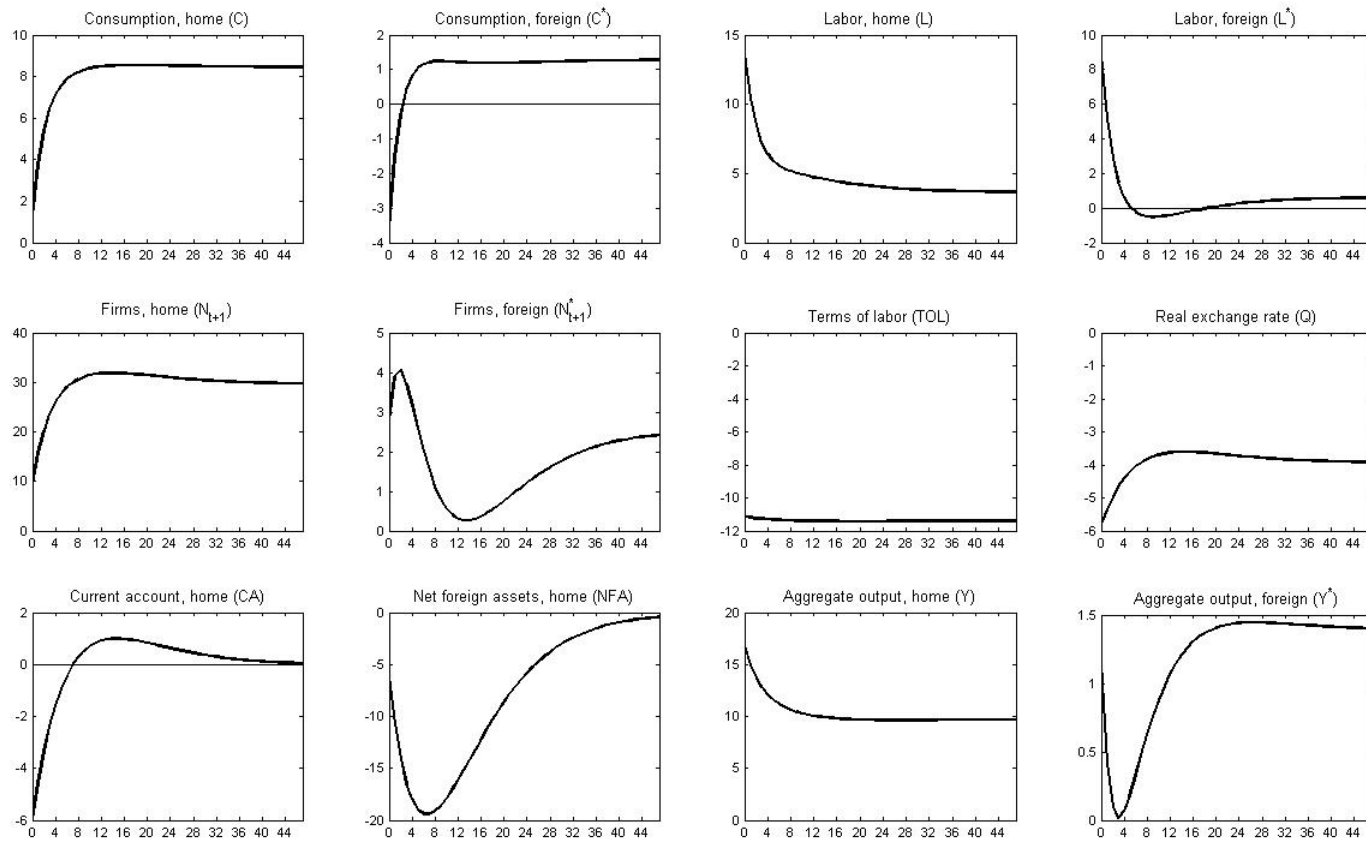 Consumption, home (C)
10
8
6
4
2
0
0 4 8 12 16 20 24 28 32 36 40 44
Consumption, foreign (C*)
2
1
0
-1
-2
-3
-4
0 4 8 12 16 20 24 28 32 36 40 44
Labor, home (L)
15
10
5
0
0 4 8 12 16 20 24 28 32 36 40 44
Labor, foreign (L*)
10
8
6
4
2
0
-2
0 4 8 12 16 20 24 28 32 36 40 44
Firms, home (Nt+1)
40
30
20
10
0
0 4 8 12 16 20 24 28 32 36 40 44
Firms, foreign (N*t+1)
5
4
3
2
1
0
0 4 8 12 16 20 24 28 32 36 40 44
Terms of labor (TOL)
0
-2
-4
-6
-8
-10
-12
0 4 8 12 16 20 24 28 32 36 40 44
Real exchange rate (Q)
0
-1
-2
-3
-4
-5
-6
0 4 8 12 16 20 24 28 32 36 40 44
Current account, home (CA)
2
0
-2
-4
-6
0 4 8 12 16 20 24 28 32 36 40 44
Net foreign assets, home (NFA)
0
-5
-10
-15
-20
0 4 8 12 16 20 24 28 32 36 40 44
Aggregate output, home (Y)
20
15
10
5
0
0 4 8 12 16 20 24 28 32 36 40 44
Aggregate output, foreign (Y*)
1.5
1
0.5
0
0 4 8 12 16 20 24 28 32 36 40 44